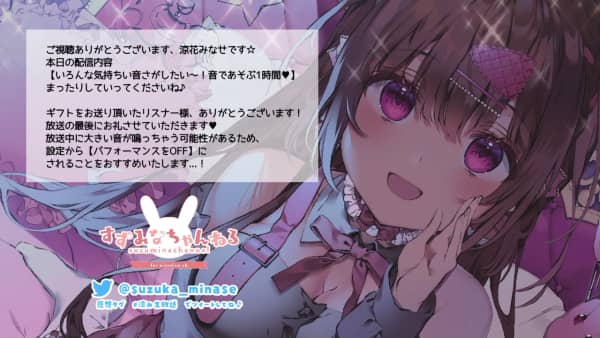 ご視聴ありがとうございます、涼花みなせです☆
本日の配信内容
【いろんな気持ちい音さがしたい～！音であそぶ1時間♥】
まったりしていってくださいね♪
ギフトをお送り頂いたリスナー様、ありがとうございます！
放送の最後にお礼させていただきます♥
放送中に大きい音が鳴っちゃう可能性があるため、
設定から【パフォーマンスをOFF】に
されることをおすすめいたします...！
すずみなちゃんねる
suzuminachannel
@suzuka_minase